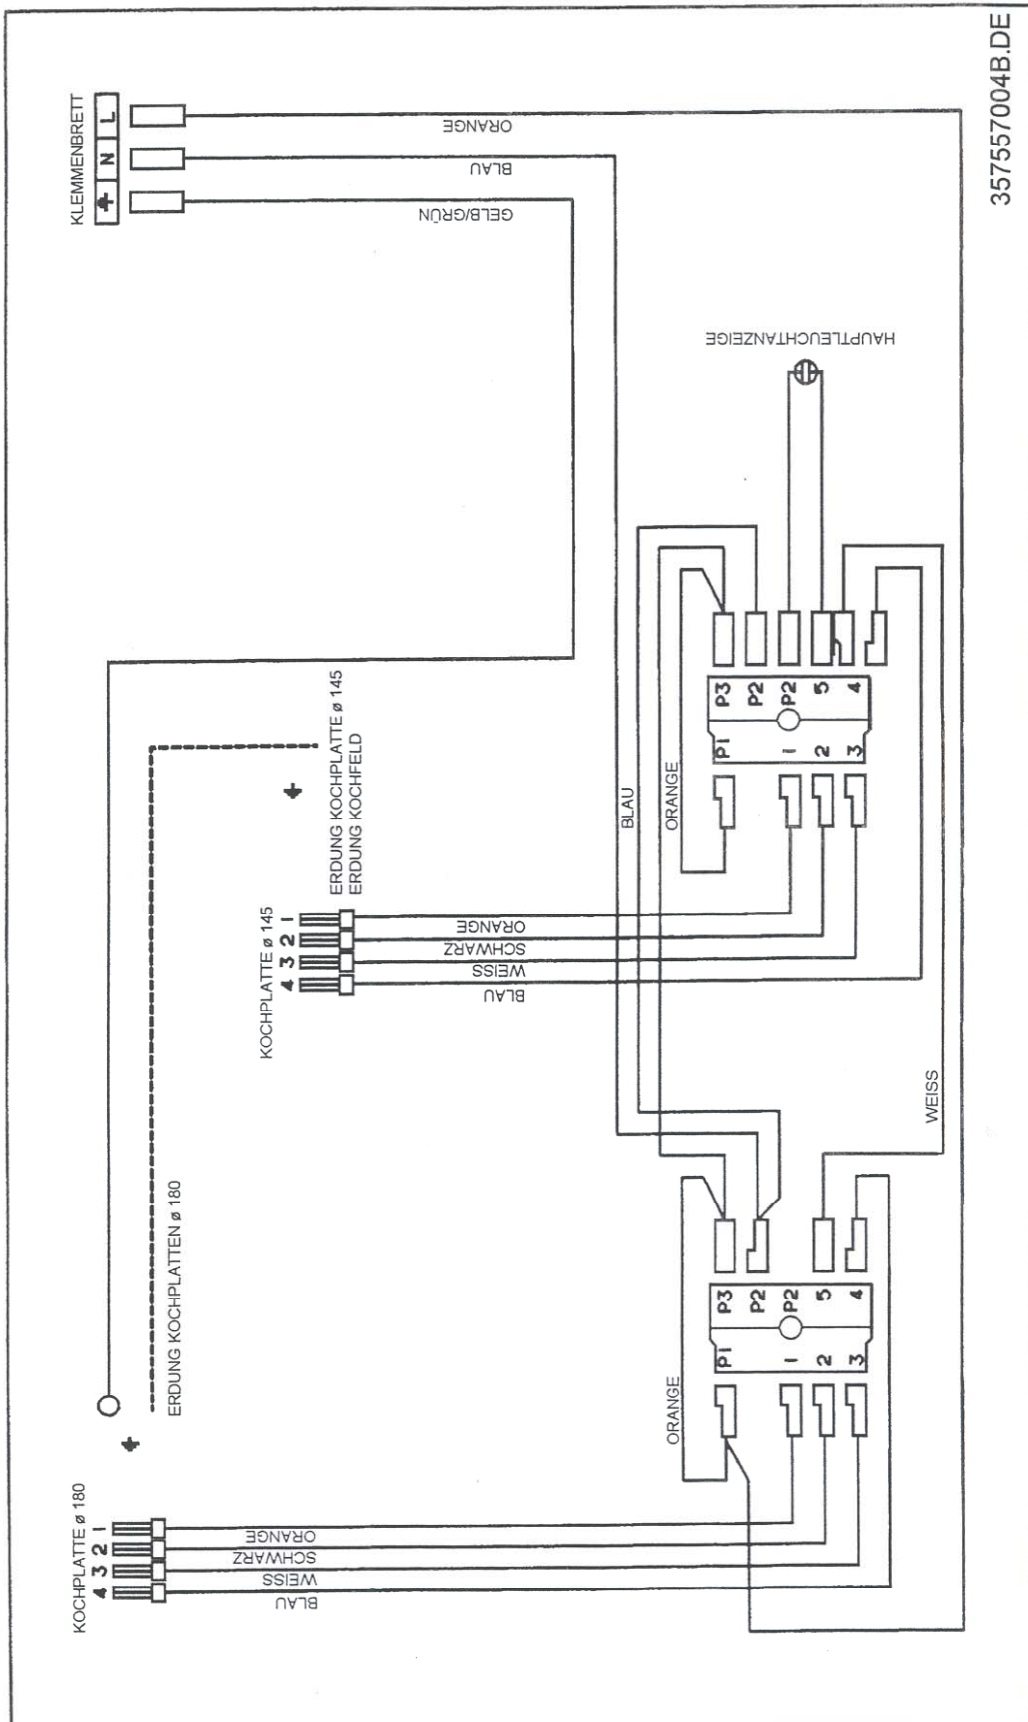 357557004B.DE
KLEMMENBRETT
N L
ORANGE
BLAU
GELB/GRÜN
HAUPTLEUCHTANZEIGE
ERDUNG KOCHPLATTE ø 145
ERDUNG KOCHFELD
ERDUNG KOCHPLATTEN ø 180
KOCHPLATTE ø 145
4 3 2 1
ORANGE
SCHWARZ
WEISS
BLAU
BLAU
ORANGE
P3 P2 P2 5 4
P1 1 2 3
WEISS
KOCHPLATTE ø 180
4 3 2 1
ORANGE
SCHWARZ
WEISS
BLAU
ORANGE
P3 P2 P2 5 4
P1 1 2 3